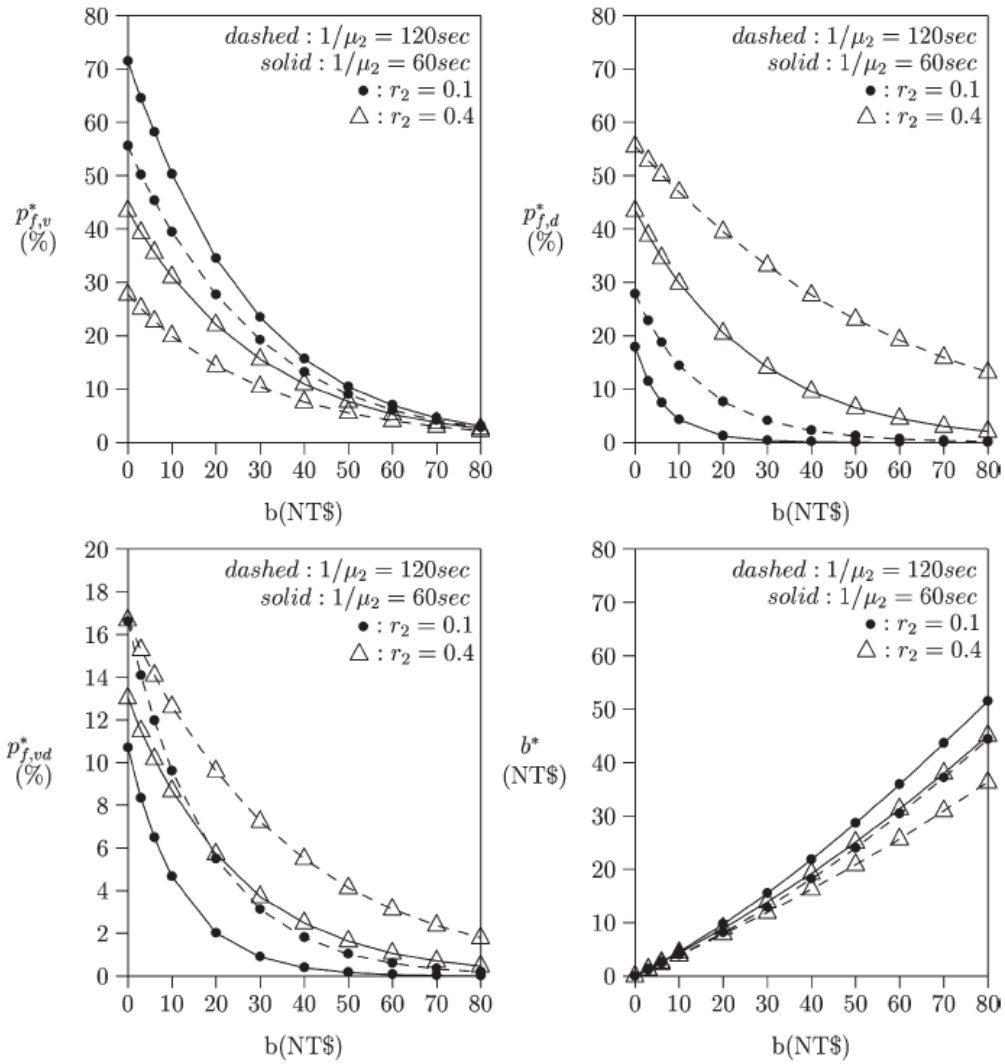 80
70
60
50
40
30
20
10
0
p*f,v
(%)
dashed : 1/μ2 = 120sec
solid : 1/μ2 = 60sec
● : r2 = 0.1
△ : r2 = 0.4
0 10 20 30 40 50 60 70 80
b(NT$)
80
70
60
50
40
30
20
10
0
p*f,d
(%)
dashed : 1/μ2 = 120sec
solid : 1/μ2 = 60sec
● : r2 = 0.1
△ : r2 = 0.4
0 10 20 30 40 50 60 70 80
b(NT$)
20
18
16
14
12
10
8
6
4
2
0
p*f,vd
(%)
dashed : 1/μ2 = 120sec
solid : 1/μ2 = 60sec
● : r2 = 0.1
△ : r2 = 0.4
0 10 20 30 40 50 60 70 80
b(NT$)
80
70
60
50
40
30
20
10
0
b*
(NT$)
dashed : 1/μ2 = 120sec
solid : 1/μ2 = 60sec
● : r2 = 0.1
△ : r2 = 0.4
0 10 20 30 40 50 60 70 80
b(NT$)